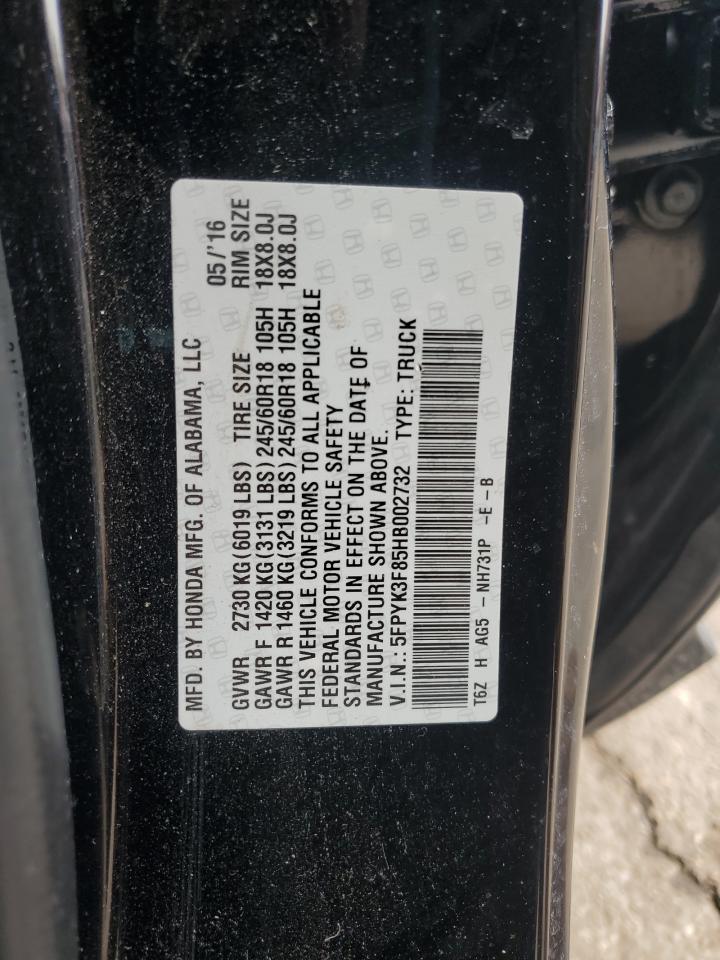 MFD. BY HONDA MFG. OF ALABAMA, LLC 05/'16
GVWR 2730 KG (6019 LBS) TIRE SIZE RIM SIZE
GAWR F 1420 KG (3131 LBS) 245/60R18 105H 18X8.0J
GAWR R 1460 KG (3219 LBS) 245/60R18 105H 18X8.0J
THIS VEHICLE CONFORMS TO ALL APPLICABLE
FEDERAL MOTOR VEHICLE SAFETY
STANDARDS IN EFFECT ON THE DATE OF
MANUFACTURE SHOWN ABOVE.
V.I.N.: 5FPYK3F85HB002732 TYPE: TRUCK
T6Z H AG5 - NH731P -E -B